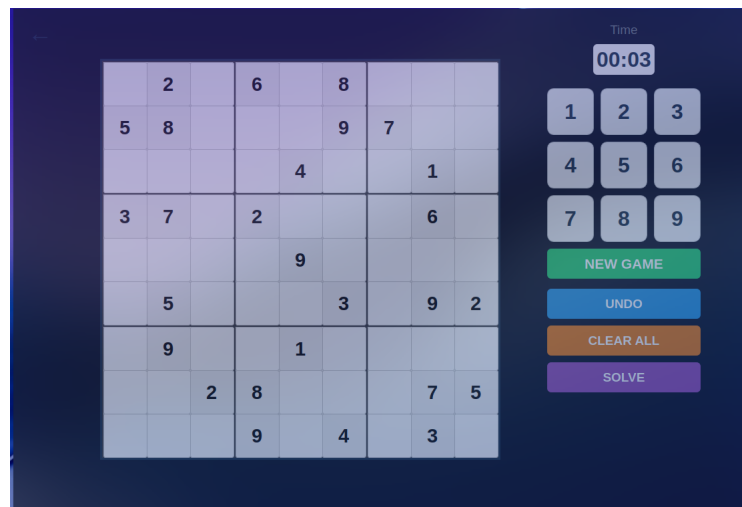 Time
00:03
2 6 8
5 8 9 7
4 1
3 7 2 6
9
5 3 9 2
9 1
2 8 7 5
9 4 3
1 2 3
4 5 6
7 8 9
NEW GAME
UNDO
CLEAR ALL
SOLVE